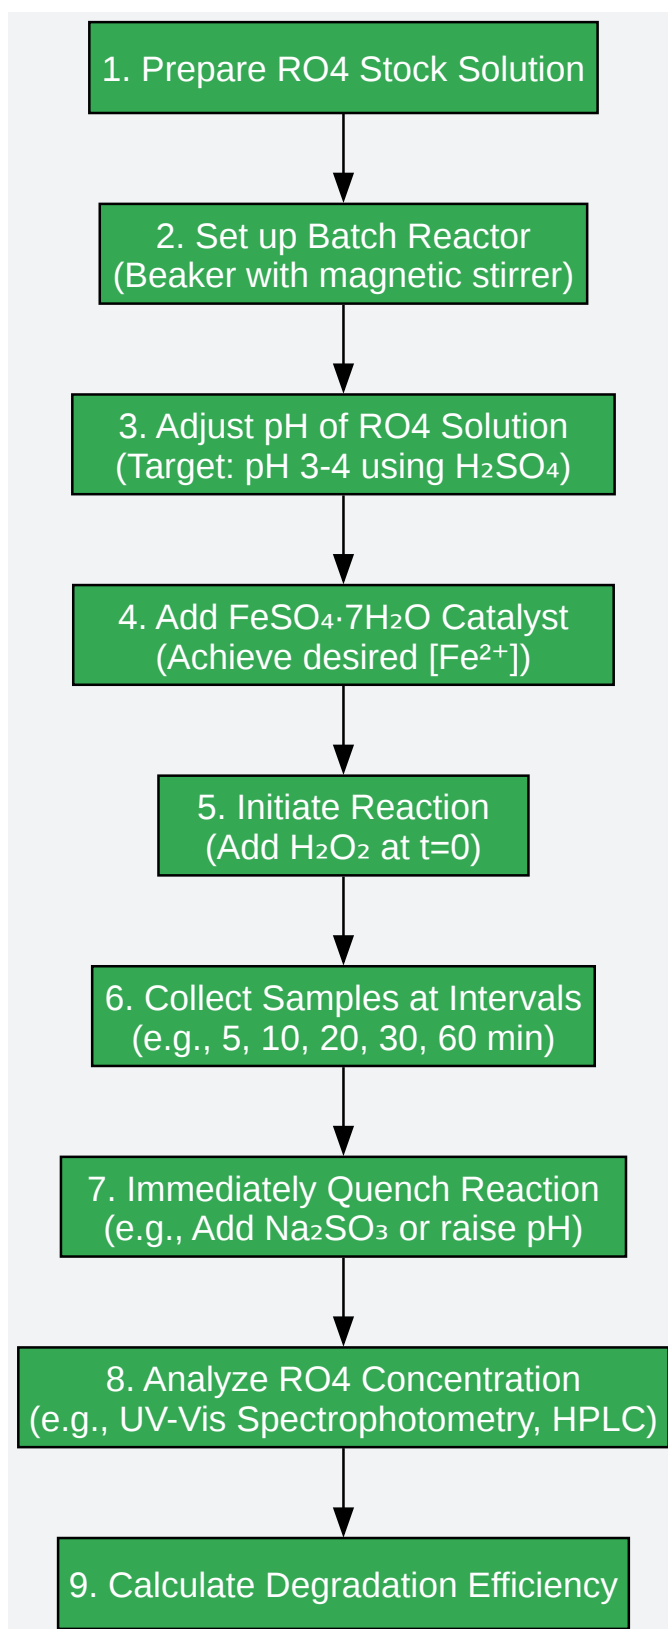 1. Prepare RO4 Stock Solution
2. Set up Batch Reactor
(Beaker with magnetic stirrer)
3. Adjust pH of RO4 Solution
(Target: pH 3-4 using H₂SO₄)
4. Add FeSO₄·7H₂O Catalyst
(Achieve desired [Fe²⁺])
5. Initiate Reaction
(Add H₂O₂ at t=0)
6. Collect Samples at Intervals
(e.g., 5, 10, 20, 30, 60 min)
7. Immediately Quench Reaction
(e.g., Add Na₂SO₃ or raise pH)
8. Analyze RO4 Concentration
(e.g., UV-Vis Spectrophotometry, HPLC)
9. Calculate Degradation Efficiency